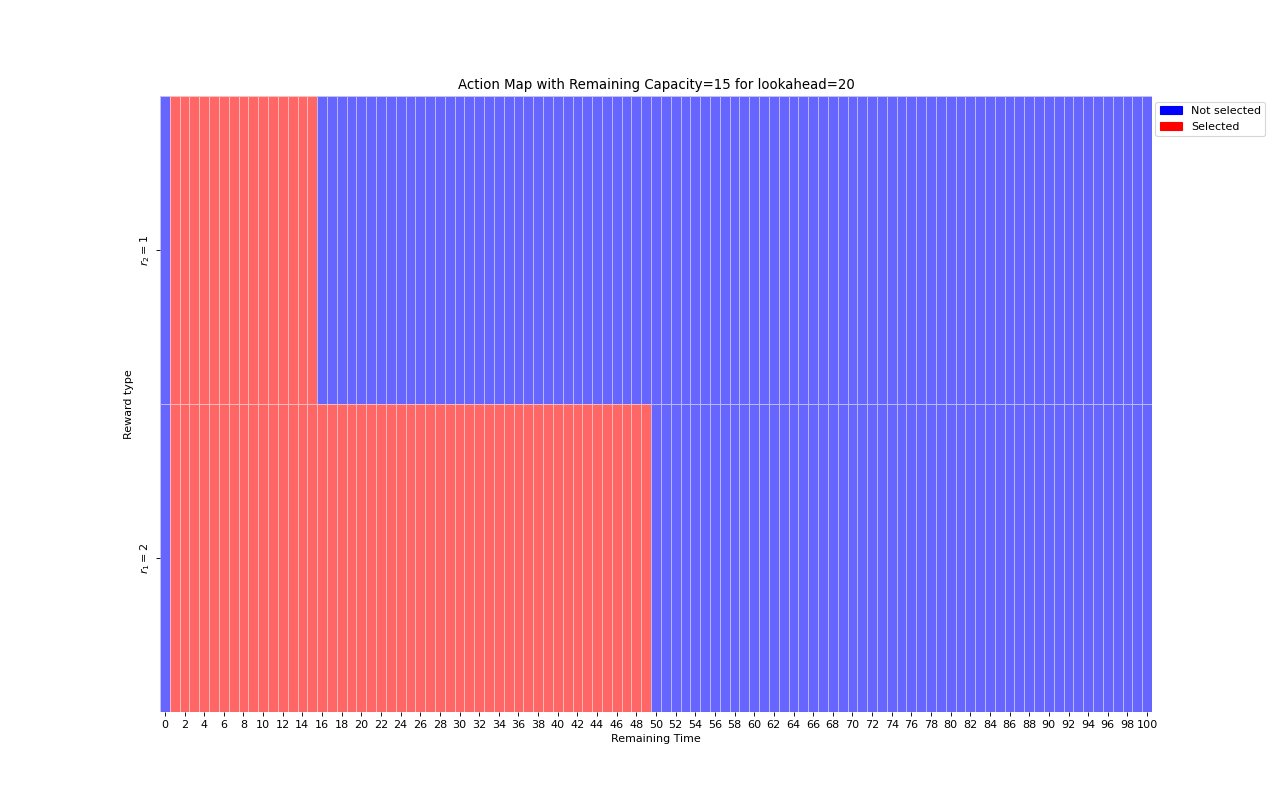 Action Map with Remaining Capacity=15 for lookahead=20
Not selected
Selected
r₂ = 1
Reward type
r₁ = 2
0 2 4 6 8 10 12 14 16 18 20 22 24 26 28 30 32 34 36 38 40 42 44 46 48 50 52 54 56 58 60 62 64 66 68 70 72 74 76 78 80 82 84 86 88 90 92 94 96 98 100
Remaining Time